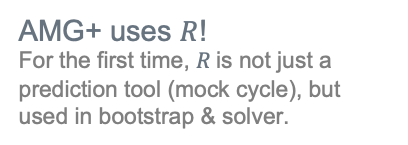 AMG+ uses R!
For the first time, R is not just a
prediction tool (mock cycle), but
used in bootstrap & solver.